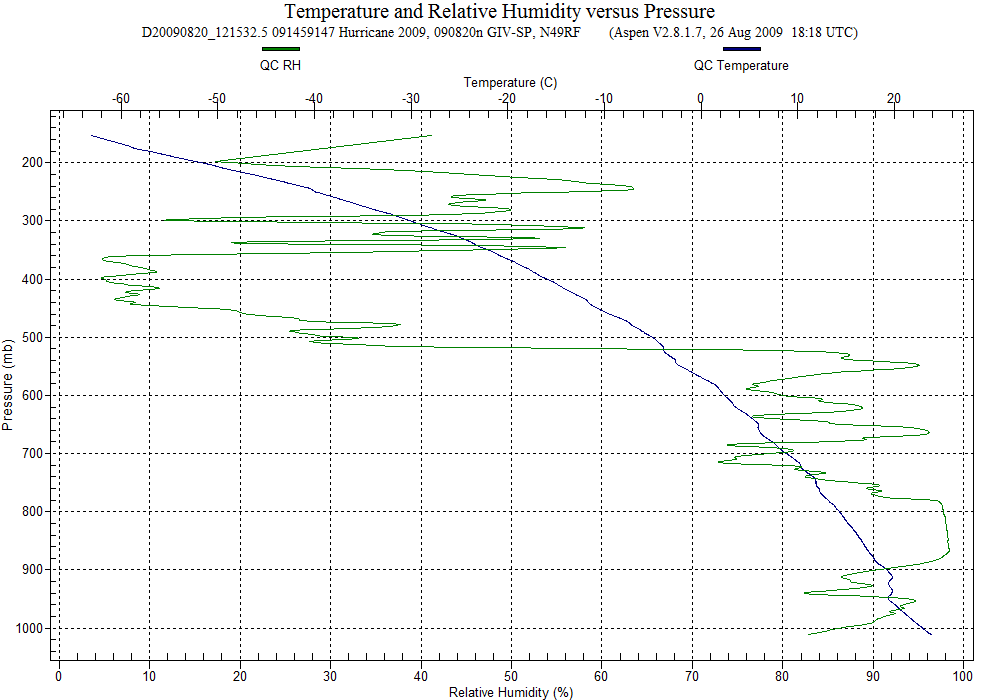 Temperature and Relative Humidity versus Pressure
D20090820_121532.5 091459147 Hurricane 2009, 090820n GIV-SP, N49RF (Aspen V2.8.1.7, 26 Aug 2009 18:18 UTC)
QC RH QC Temperature
Temperature (C)
-60 -50 -40 -30 -20 -10 0 10 20
200
300
400
500
600
700
800
900
1000
Pressure (mb)
0 10 20 30 40 50 60 70 80 90 100
Relative Humidity (%)